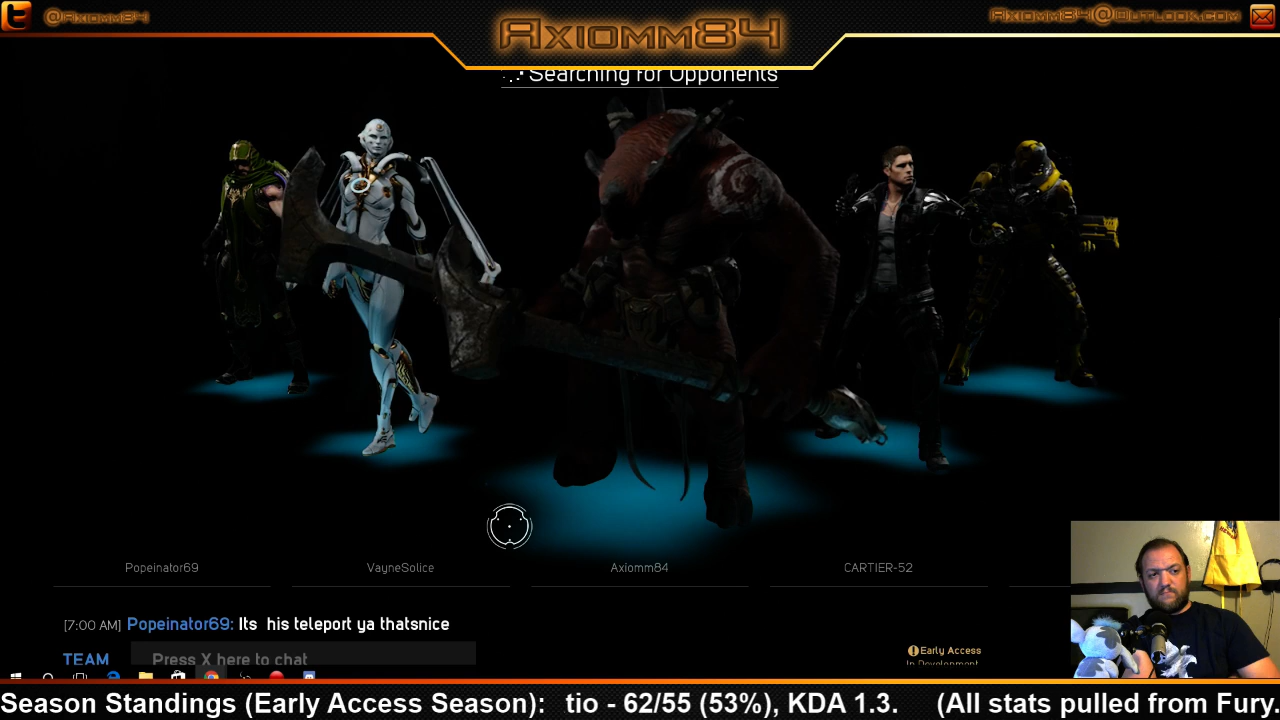 @Axiomm84
Axiomm84
Axiomm84@Outlook.com
Searching for Opponents
Popeinator69
VayneSolice
Axiomm84
CARTIER-52
[7:00 AM] Popeinator69: Its his teleport ya thatsnice
TEAM
Press X here to chat
Early Access
In Development
Season Standings (Early Access Season): tio - 62/55 (53%), KDA 1.3. (All stats pulled from Fury.